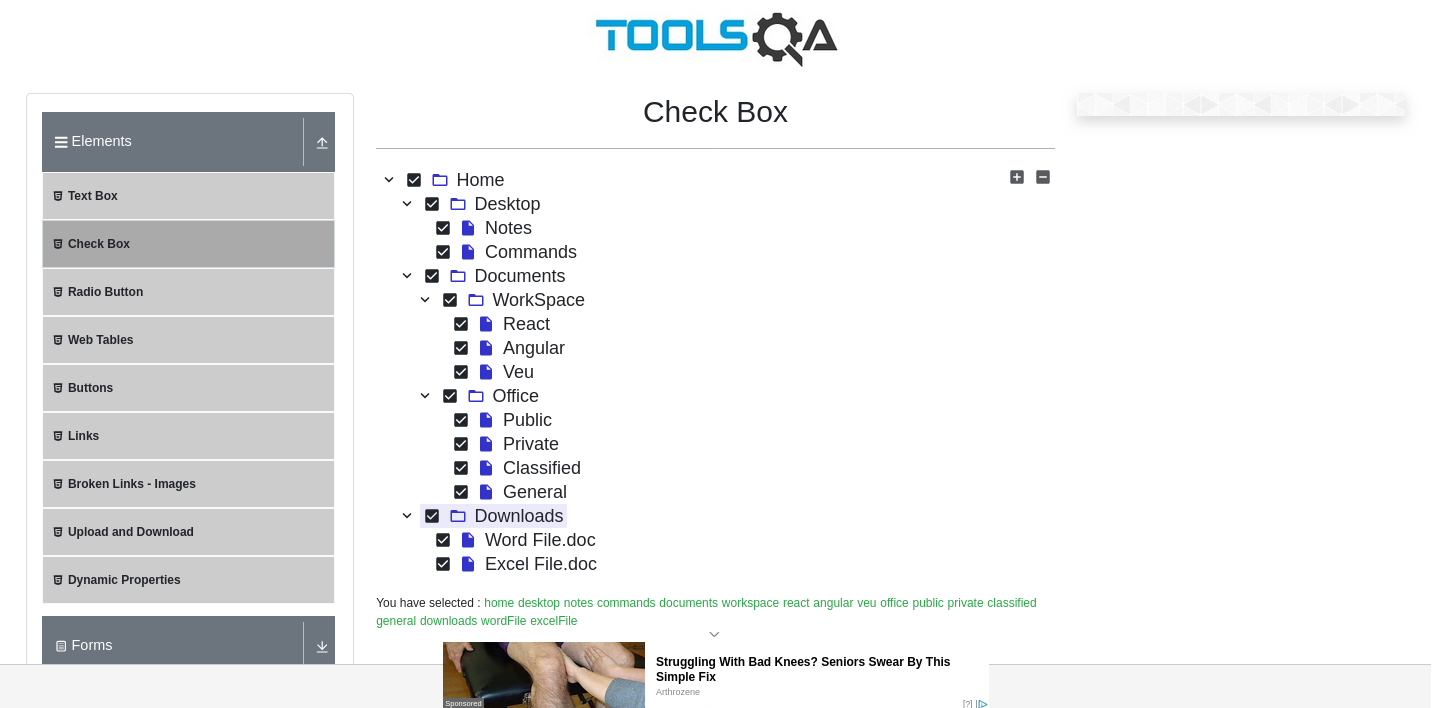 TOOLSQA
Elements
Text Box
Check Box
Radio Button
Web Tables
Buttons
Links
Broken Links - Images
Upload and Download
Dynamic Properties
Forms
Check Box
Home
Desktop
Notes
Commands
Documents
WorkSpace
React
Angular
Veu
Office
Public
Private
Classified
General
Downloads
Word File.doc
Excel File.doc
You have selected : home desktop notes commands documents workspace react angular veu office public private classified
general downloads wordFile excelFile
Struggling With Bad Knees? Seniors Swear By This
Simple Fix
Arthrozene
Sponsored
[?]